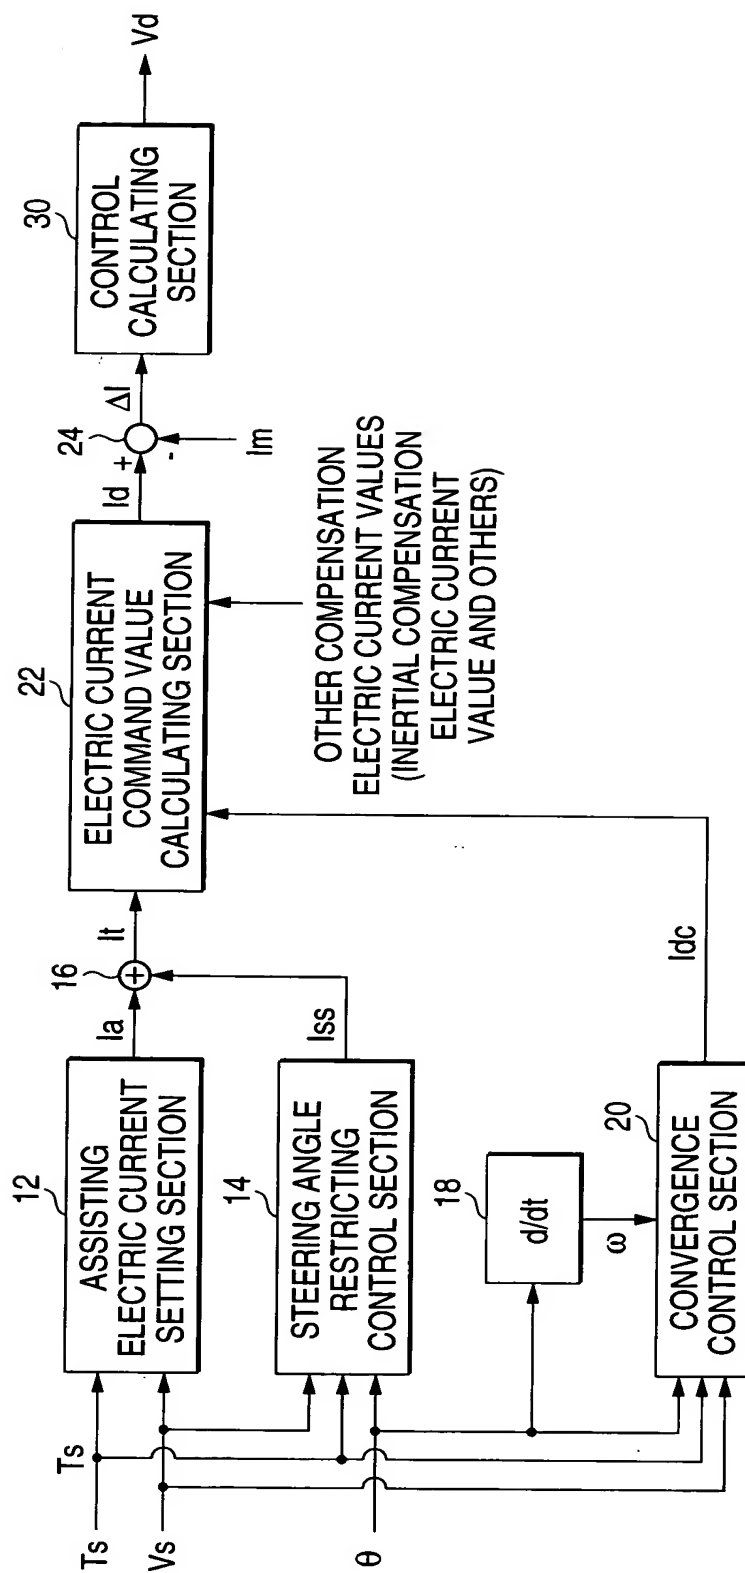 Ts
Vs
θ
Ts
12
ASSISTING
ELECTRIC CURRENT
SETTING SECTION
14
STEERING ANGLE
RESTRICTING
CONTROL SECTION
18
d/dt
ω
20
CONVERGENCE
CONTROL SECTION
Ia
16
+
It
Iss
Idc
22
ELECTRIC CURRENT
COMMAND VALUE
CALCULATING SECTION
OTHER COMPENSATION
ELECTRIC CURRENT VALUES
(INERTIAL COMPENSATION
ELECTRIC CURRENT
VALUE AND OTHERS)
Id
24
+
-
Im
ΔI
30
CONTROL
CALCULATING
SECTION
Vd